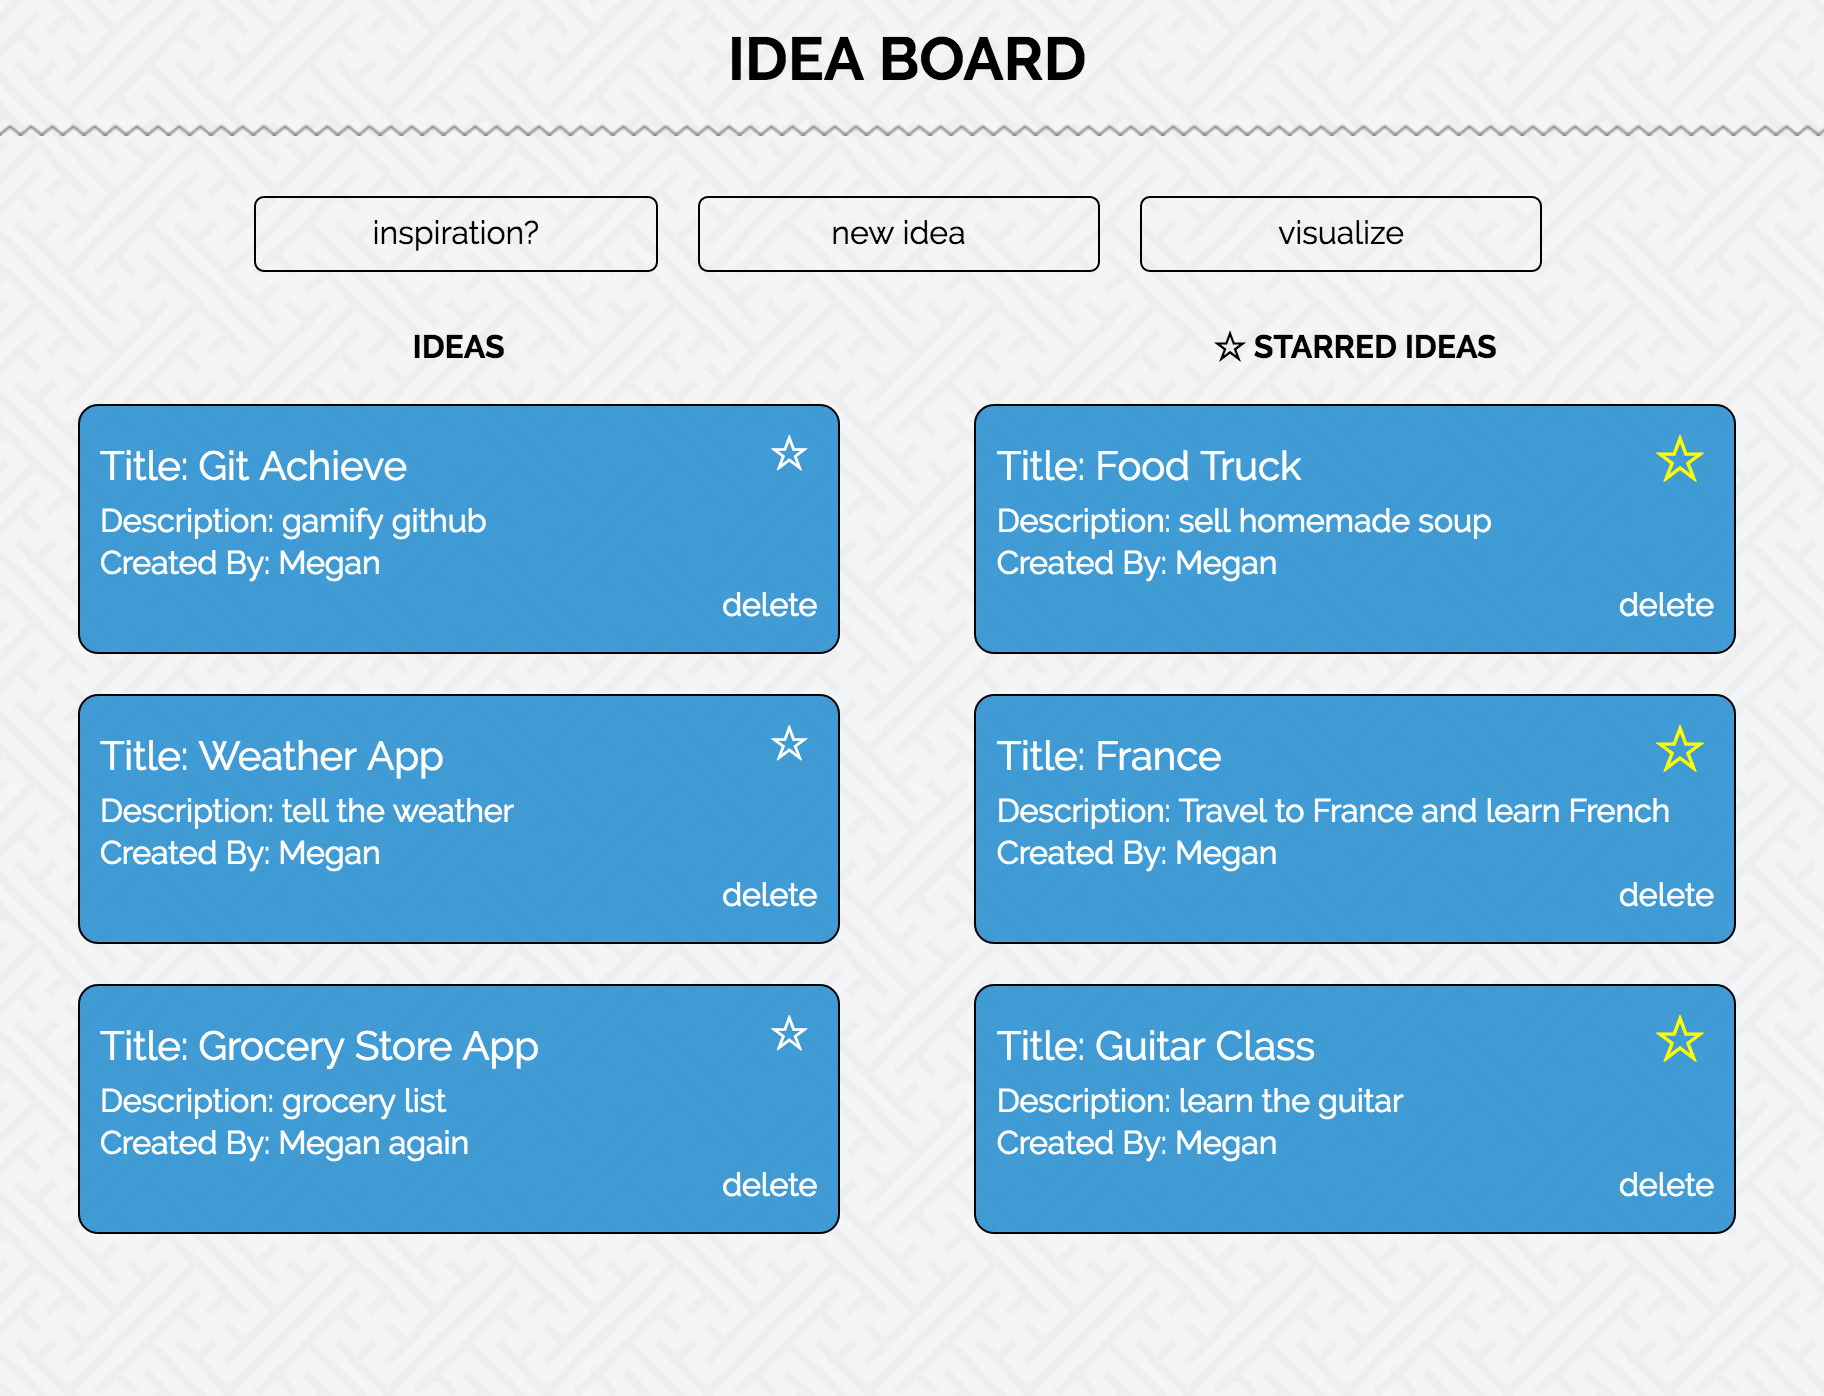 IDEA BOARD
inspiration?
new idea
visualize
IDEAS
Title: Git Achieve
Description: gamify github
Created By: Megan
delete
Title: Weather App
Description: tell the weather
Created By: Megan
delete
Title: Grocery Store App
Description: grocery list
Created By: Megan again
delete
☆ STARRED IDEAS
Title: Food Truck
Description: sell homemade soup
Created By: Megan
delete
Title: France
Description: Travel to France and learn French
Created By: Megan
delete
Title: Guitar Class
Description: learn the guitar
Created By: Megan
delete